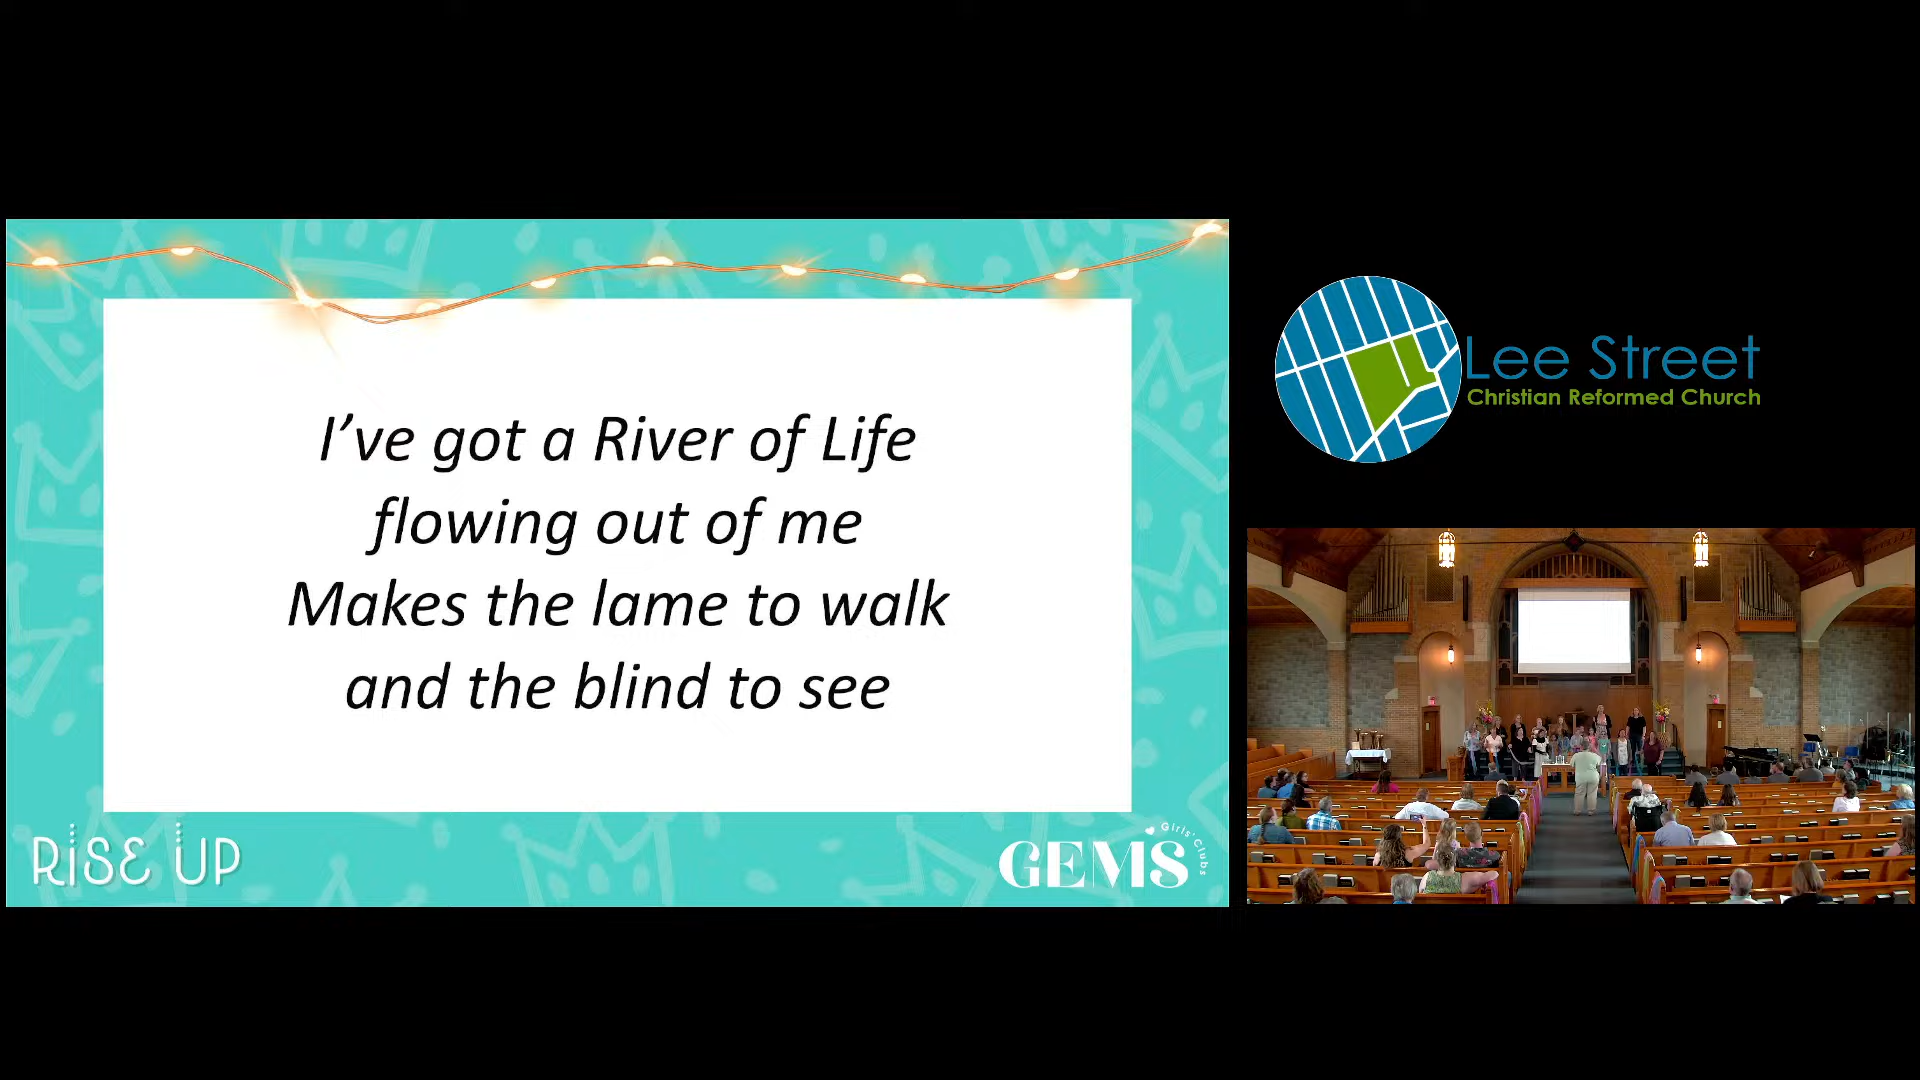 I’ve got a River of Life
flowing out of me
Makes the lame to walk
and the blind to see
RISE UP
GEMS
Girls' Clubs
Lee Street
Christian Reformed Church